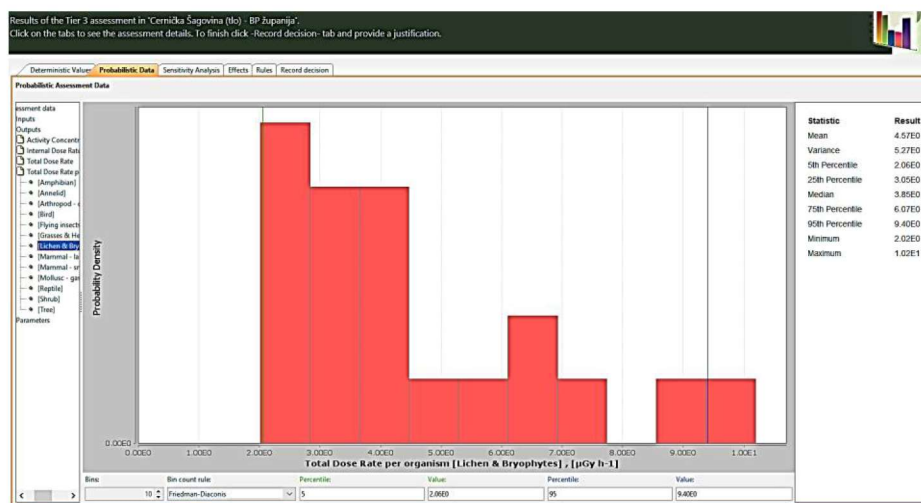 Results of the Tier 3 assessment in 'Cernička Šagovina (tlo) - BP županija'.
Click on the tabs to see the assessment details. To finish click -Record decision- tab and provide a justification.
Deterministic Values Probabilistic Data Sensitivity Analysis Effects Rules Record decision
Probabilistic Assessment Data
essment data
Inputs
Outputs
Activity Concentr
Internal Dose Rate
Total Dose Rate
Total Dose Rate p
[Amphibian]
[Annelid]
[Arthropod - d
[Bird]
[Flying insects
[Grasses & He
[Lichen & Bry
[Mammal - la
[Mammal - sm
[Mollusc - gas
[Reptile]
[Shrub]
[Tree]
Parameters
Probability Density
0.00E0
0.00E0 1.00E0 2.00E0 3.00E0 4.00E0 5.00E0 6.00E0 7.00E0 8.00E0 9.00E0 1.00E1
Total Dose Rate per organism [Lichen & Bryophytes] , [µGy h-1]
Bins: Bin count rule: Percentile: Value: Percentile: Value:
10 Friedman-Diaconis 5 2.06E0 95 9.40E0
Statistic Result
Mean 4.57E0
Variance 5.27E0
5th Percentile 2.06E0
25th Percentile 3.05E0
Median 3.85E0
75th Percentile 6.07E0
95th Percentile 9.40E0
Minimum 2.02E0
Maximum 1.02E1